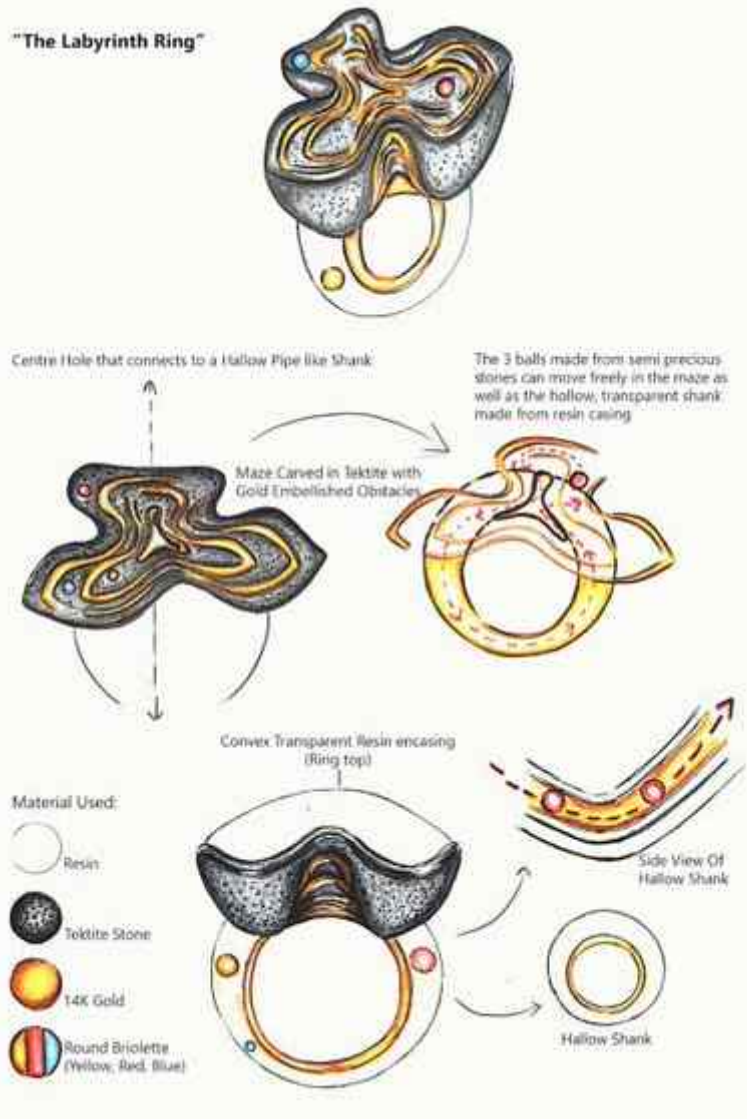 "The Labyrinth Ring"
Centre Hole that connects to a Hallow Pipe like Shank
The 3 balls made from semi precious
stories can move freely in the maze as
well as the hollow, transparent shank
made from resin casing
Maze Carved in Tektite with
Gold Embellished Obstacles
Convex Transparent Resin encasing
(Ring top)
Material Used:
Resin
Tektite Stone
14K Gold
Round Briolette
(Yellow, Red, Blue)
Side View Of
Hallow Shank
Hallow Shank